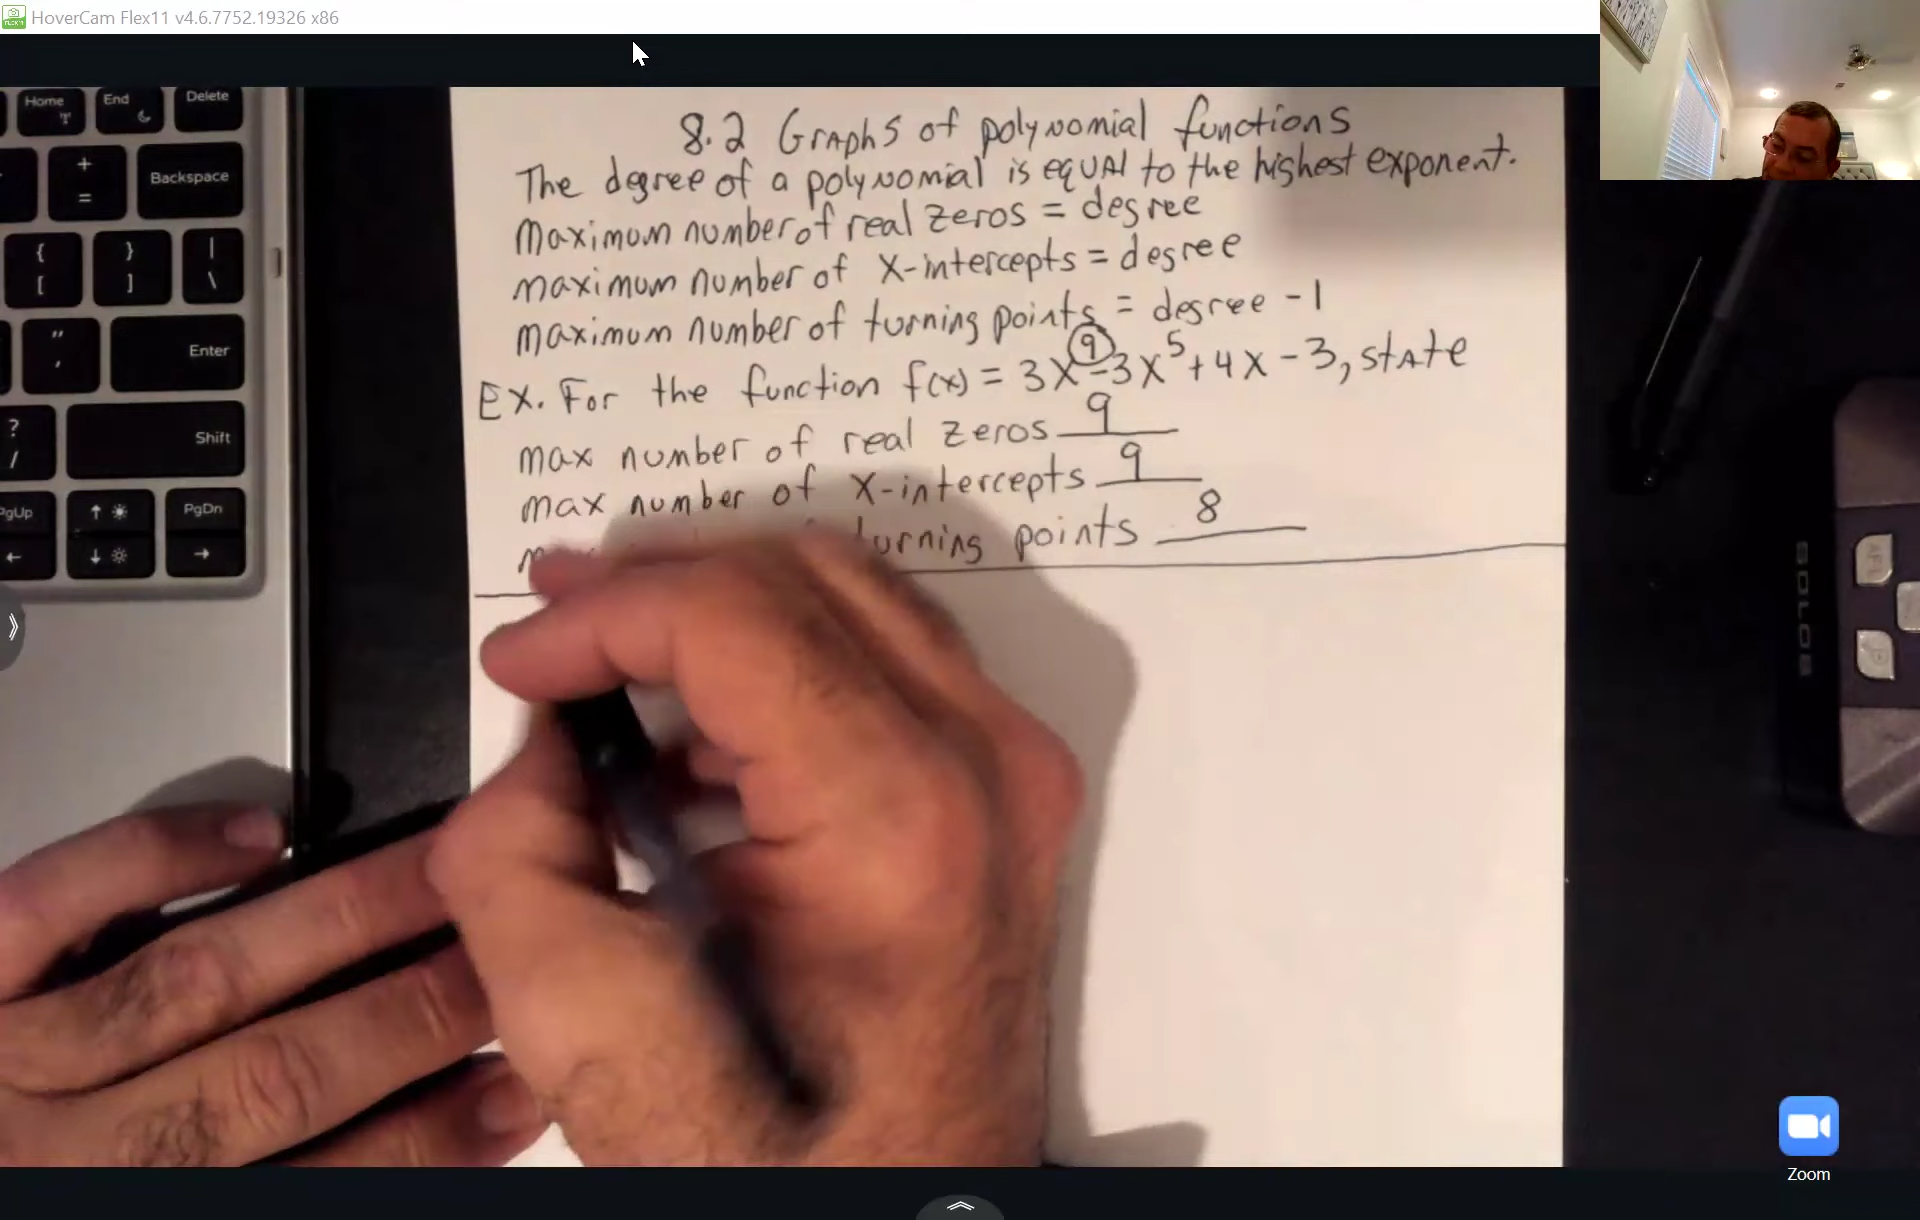 HoverCam Flex11 v4.6.7752.19326 x86
Home End Delete
+ =
Backspace
{ [ } ] | \
" '
Enter
? /
Shift
PgUp PgDn
8.2 Graphs of polynomial functions
The degree of a polynomial is equal to the highest exponent.
Maximum number of real zeros = degree
maximum number of x-intercepts = degree
maximum number of turning points = degree - 1
Ex. For the function f(x) = 3x⁹-3x⁵+4x-3, state
max number of real zeros 9
max number of x-intercepts 9
turning points 8
SOLO
Zoom